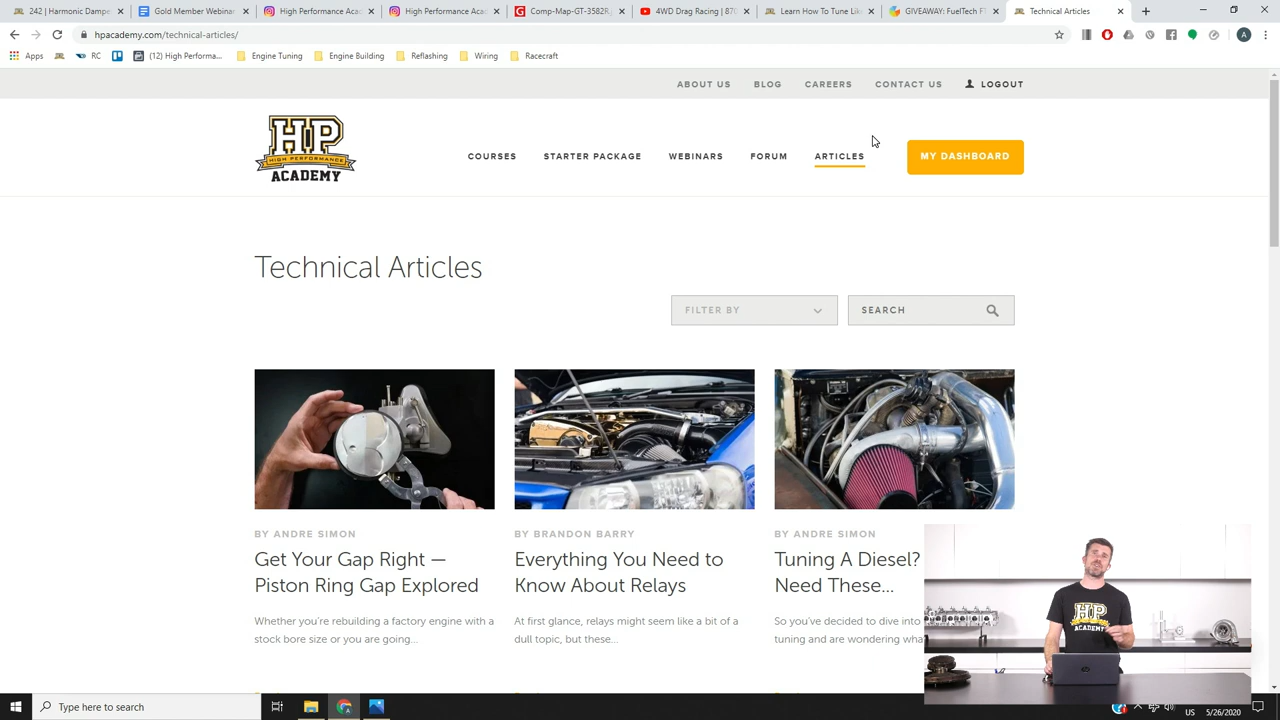 242 | Harmonic Dampe
Gold Member Webinar
High Performance Acad
High Performance Acad
Comp-Map-GT-3582R.j
4WD Drag Racing | 870
Learn How To Tune Like
GIVEAWAY: FuelTech FT
Technical Articles
hpacademy.com/technical-articles/
Apps
RC
(12) High Performa...
Engine Tuning
Engine Building
Reflashing
Wiring
Racecraft
ABOUT US
BLOG
CAREERS
CONTACT US
LOGOUT
HP
HIGH PERFORMANCE
ACADEMY
COURSES
STARTER PACKAGE
WEBINARS
FORUM
ARTICLES
MY DASHBOARD
Technical Articles
FILTER BY
SEARCH
BY ANDRE SIMON
Get Your Gap Right —
Piston Ring Gap Explored
Whether you're rebuilding a factory engine with a
stock bore size or you are going...
BY BRANDON BARRY
Everything You Need to
Know About Relays
At first glance, relays might seem like a bit of a
dull topic, but these...
BY ANDRE SIMON
Tuning A Diesel?
Need These...
So you've decided to dive into
tuning and are wondering wha
HP
ACADEMY
Type here to search
US
5/26/2020